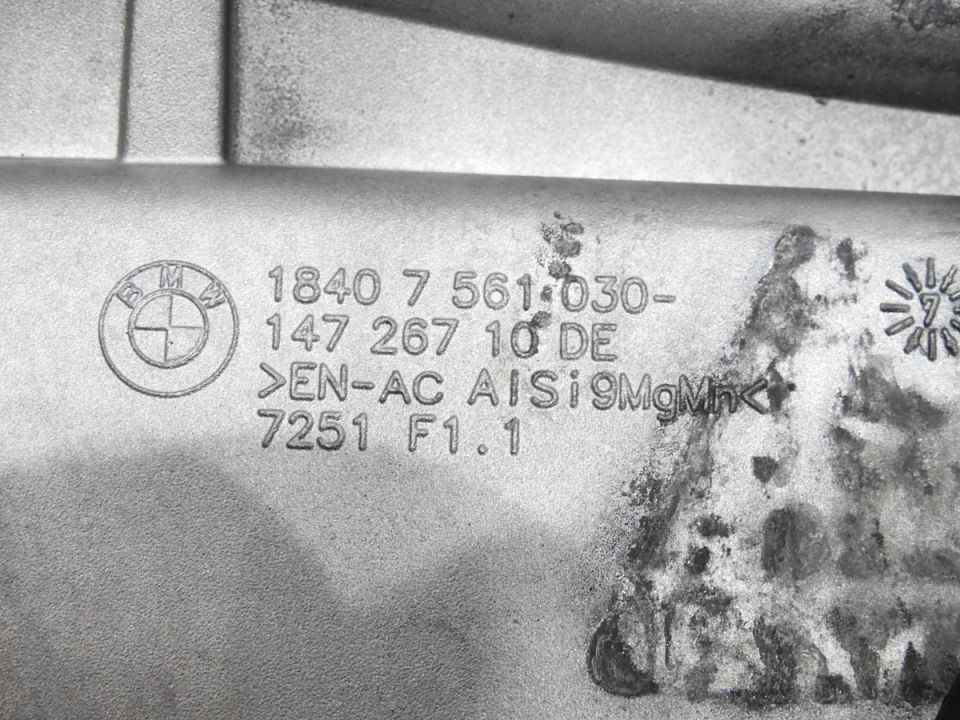 BMW
1840 7 561 030-
147 267 10 DE
>EN-AC AlSi9MgMn<
7251 F1.1
7